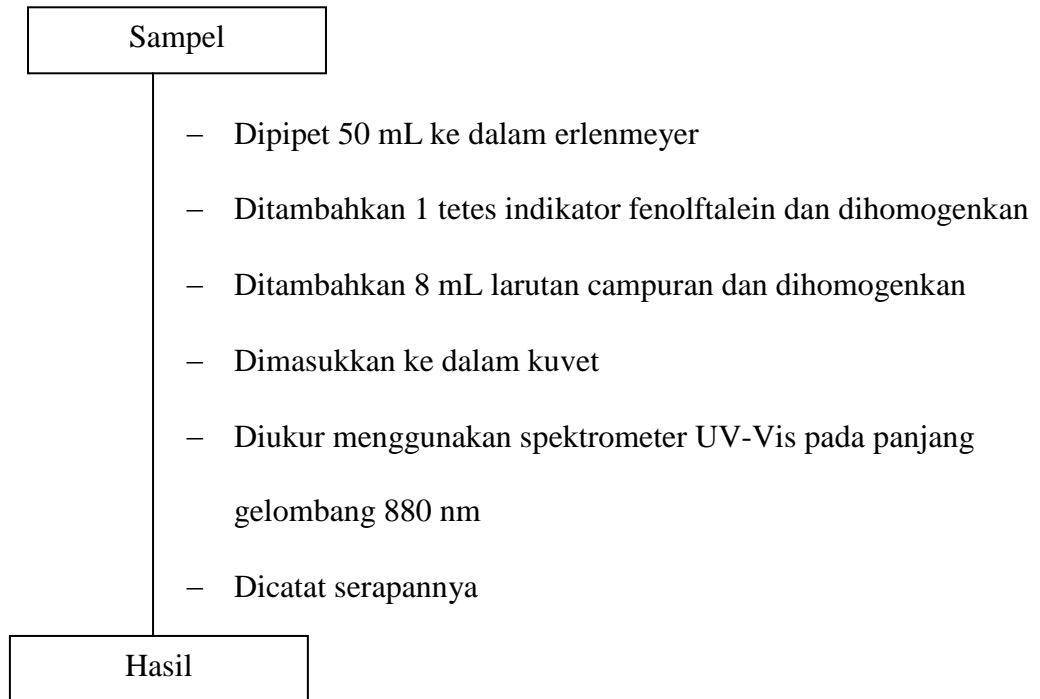 Sampel
– Dipipet 50 mL ke dalam erlenmeyer
– Ditambahkan 1 tetes indikator fenolftalein dan dihomogenkan
– Ditambahkan 8 mL larutan campuran dan dihomogenkan
– Dimasukkan ke dalam kuvet
– Diukur menggunakan spektrometer UV-Vis pada panjang
gelombang 880 nm
– Dicatat serapannya
Hasil